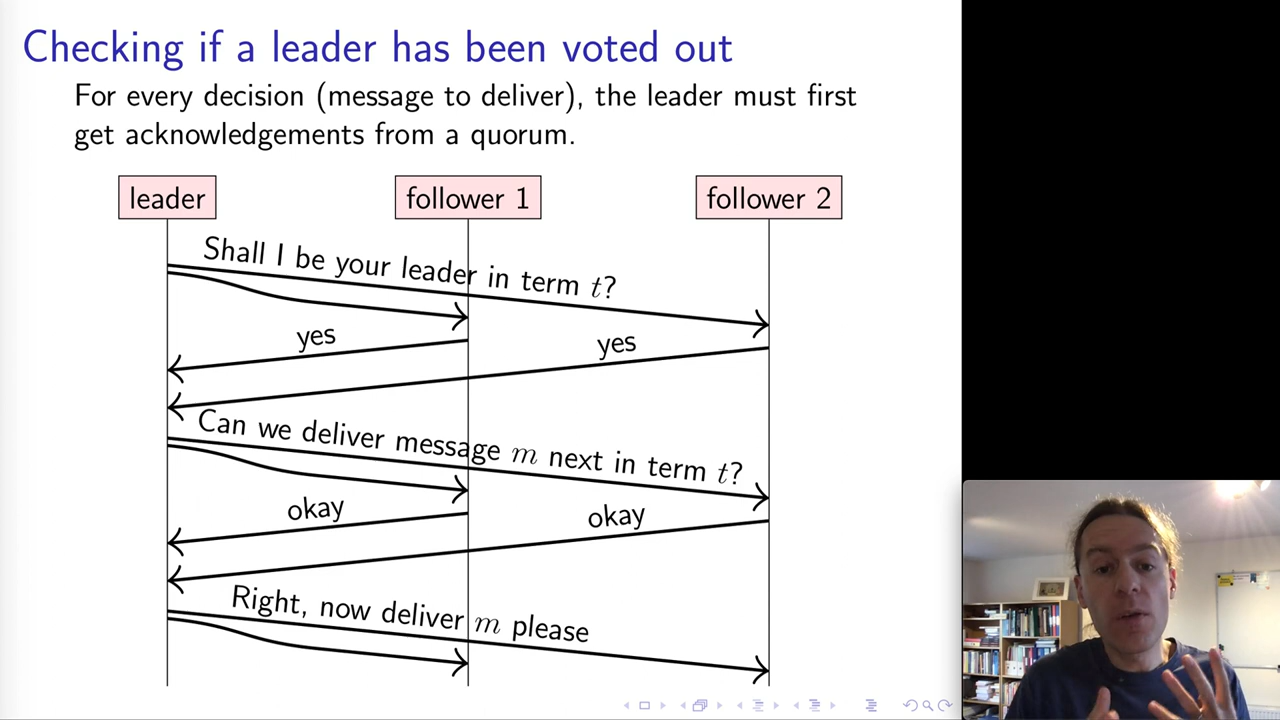 Checking if a leader has been voted out
For every decision (message to deliver), the leader must first
get acknowledgements from a quorum.
leader
follower 1
follower 2
Shall I be your leader in term t?
yes
yes
Can we deliver message m next in term t?
okay
okay
Right, now deliver m please